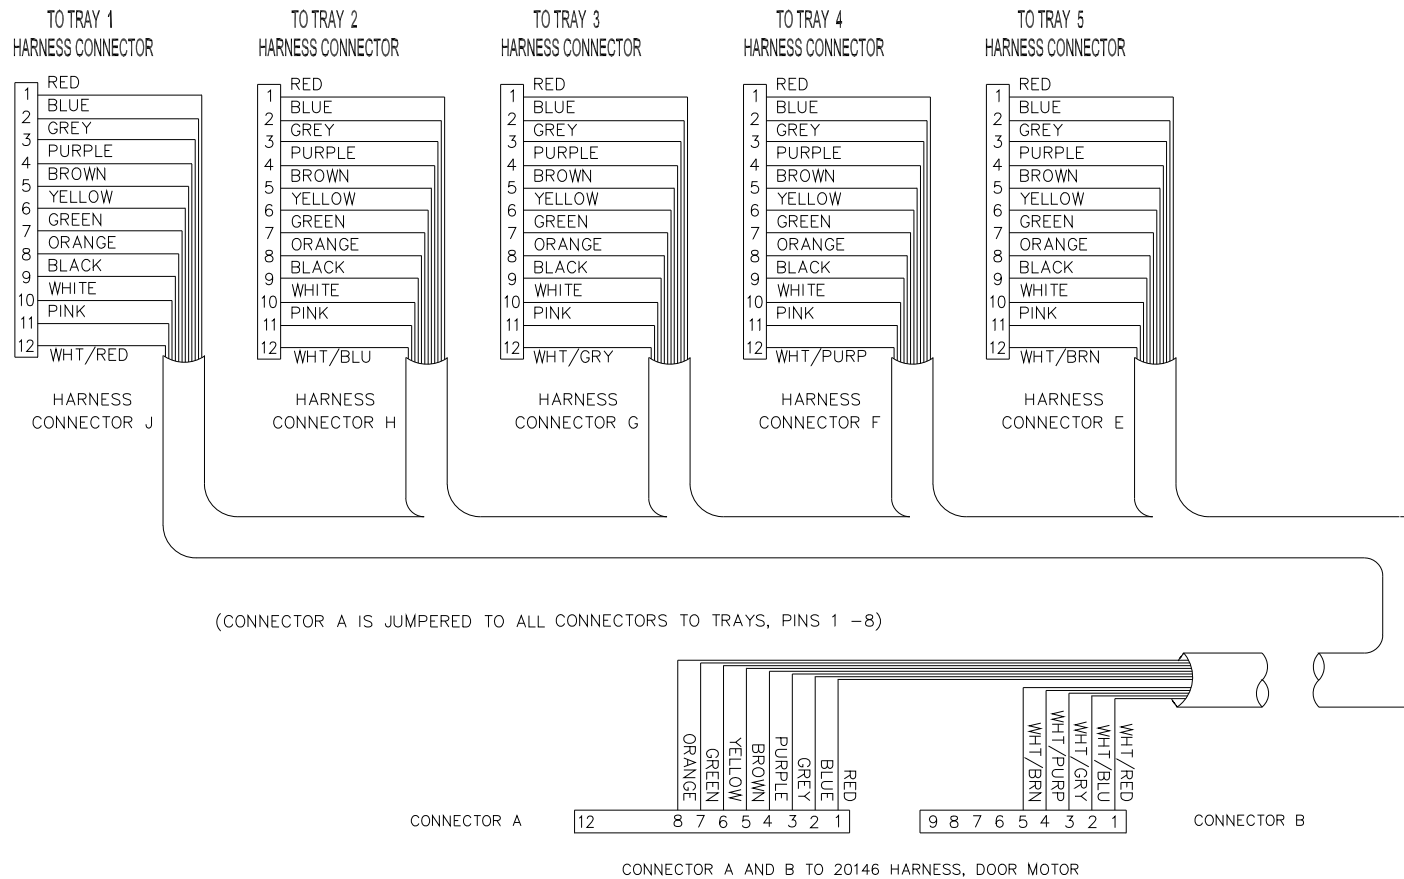 TO TRAY 1
HARNESS CONNECTOR
TO TRAY 2
HARNESS CONNECTOR
TO TRAY 3
HARNESS CONNECTOR
TO TRAY 4
HARNESS CONNECTOR
TO TRAY 5
HARNESS CONNECTOR
RED
1
BLUE
2
GREY
3
PURPLE
4
BROWN
5
YELLOW
6
GREEN
7
ORANGE
8
BLACK
9
WHITE
10
PINK
11
12
WHT/RED
HARNESS
CONNECTOR J
RED
1
BLUE
2
GREY
3
PURPLE
4
BROWN
5
YELLOW
6
GREEN
7
ORANGE
8
BLACK
9
WHITE
10
PINK
11
12
WHT/BLU
HARNESS
CONNECTOR H
RED
1
BLUE
2
GREY
3
PURPLE
4
BROWN
5
YELLOW
6
GREEN
7
ORANGE
8
BLACK
9
WHITE
10
PINK
11
12
WHT/GRY
HARNESS
CONNECTOR G
RED
1
BLUE
2
GREY
3
PURPLE
4
BROWN
5
YELLOW
6
GREEN
7
ORANGE
8
BLACK
9
WHITE
10
PINK
11
12
WHT/PURP
HARNESS
CONNECTOR F
RED
1
BLUE
2
GREY
3
PURPLE
4
BROWN
5
YELLOW
6
GREEN
7
ORANGE
8
BLACK
9
WHITE
10
PINK
11
12
WHT/BRN
HARNESS
CONNECTOR E
(CONNECTOR A IS JUMPERED TO ALL CONNECTORS TO TRAYS, PINS 1 -8)
ORANGE
GREEN
YELLOW
BROWN
PURPLE
GREY
BLUE
RED
WHT/BRN
WHT/PURP
WHT/GRY
WHT/BLU
WHT/RED
CONNECTOR A
12 8 7 6 5 4 3 2 1
9 8 7 6 5 4 3 2 1
CONNECTOR B
CONNECTOR A AND B TO 20146 HARNESS, DOOR MOTOR